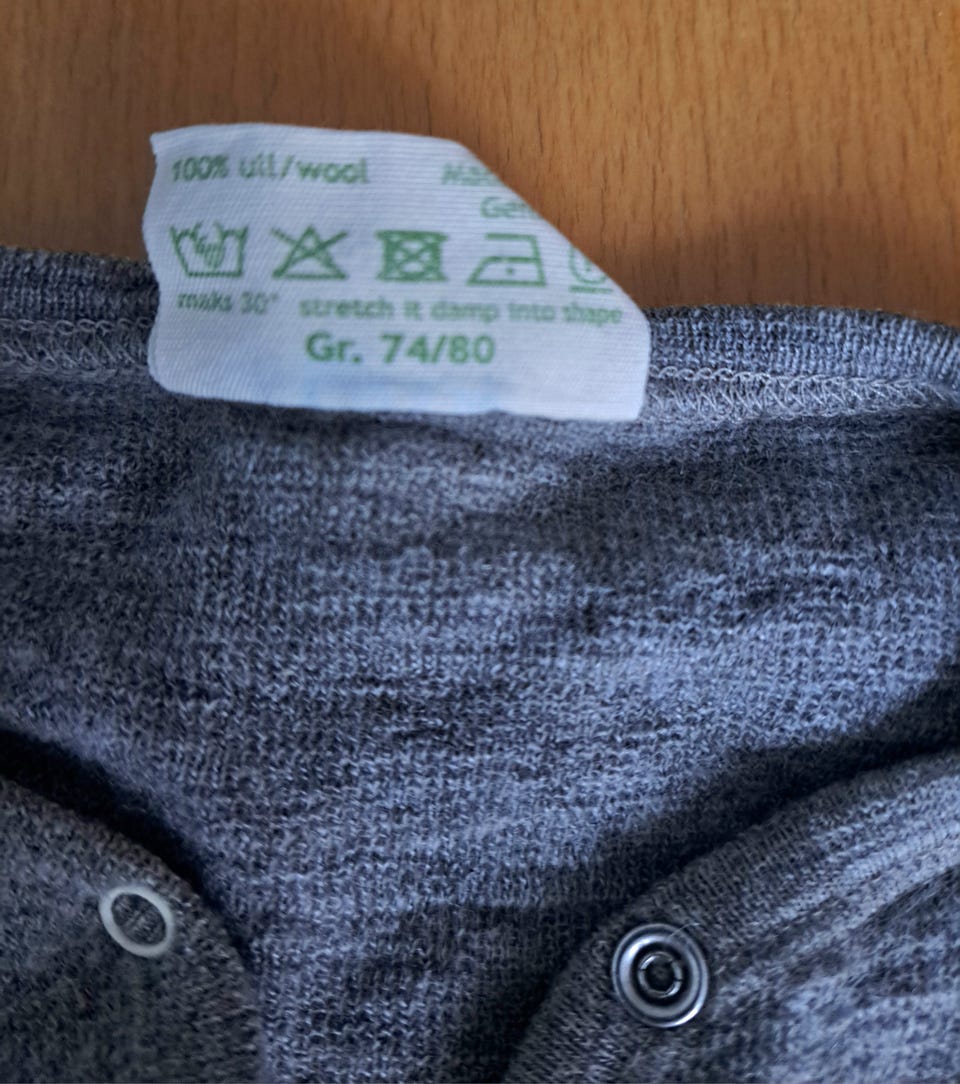 100% ull/wool
maks 30° stretch it damp into shape
Gr. 74/80